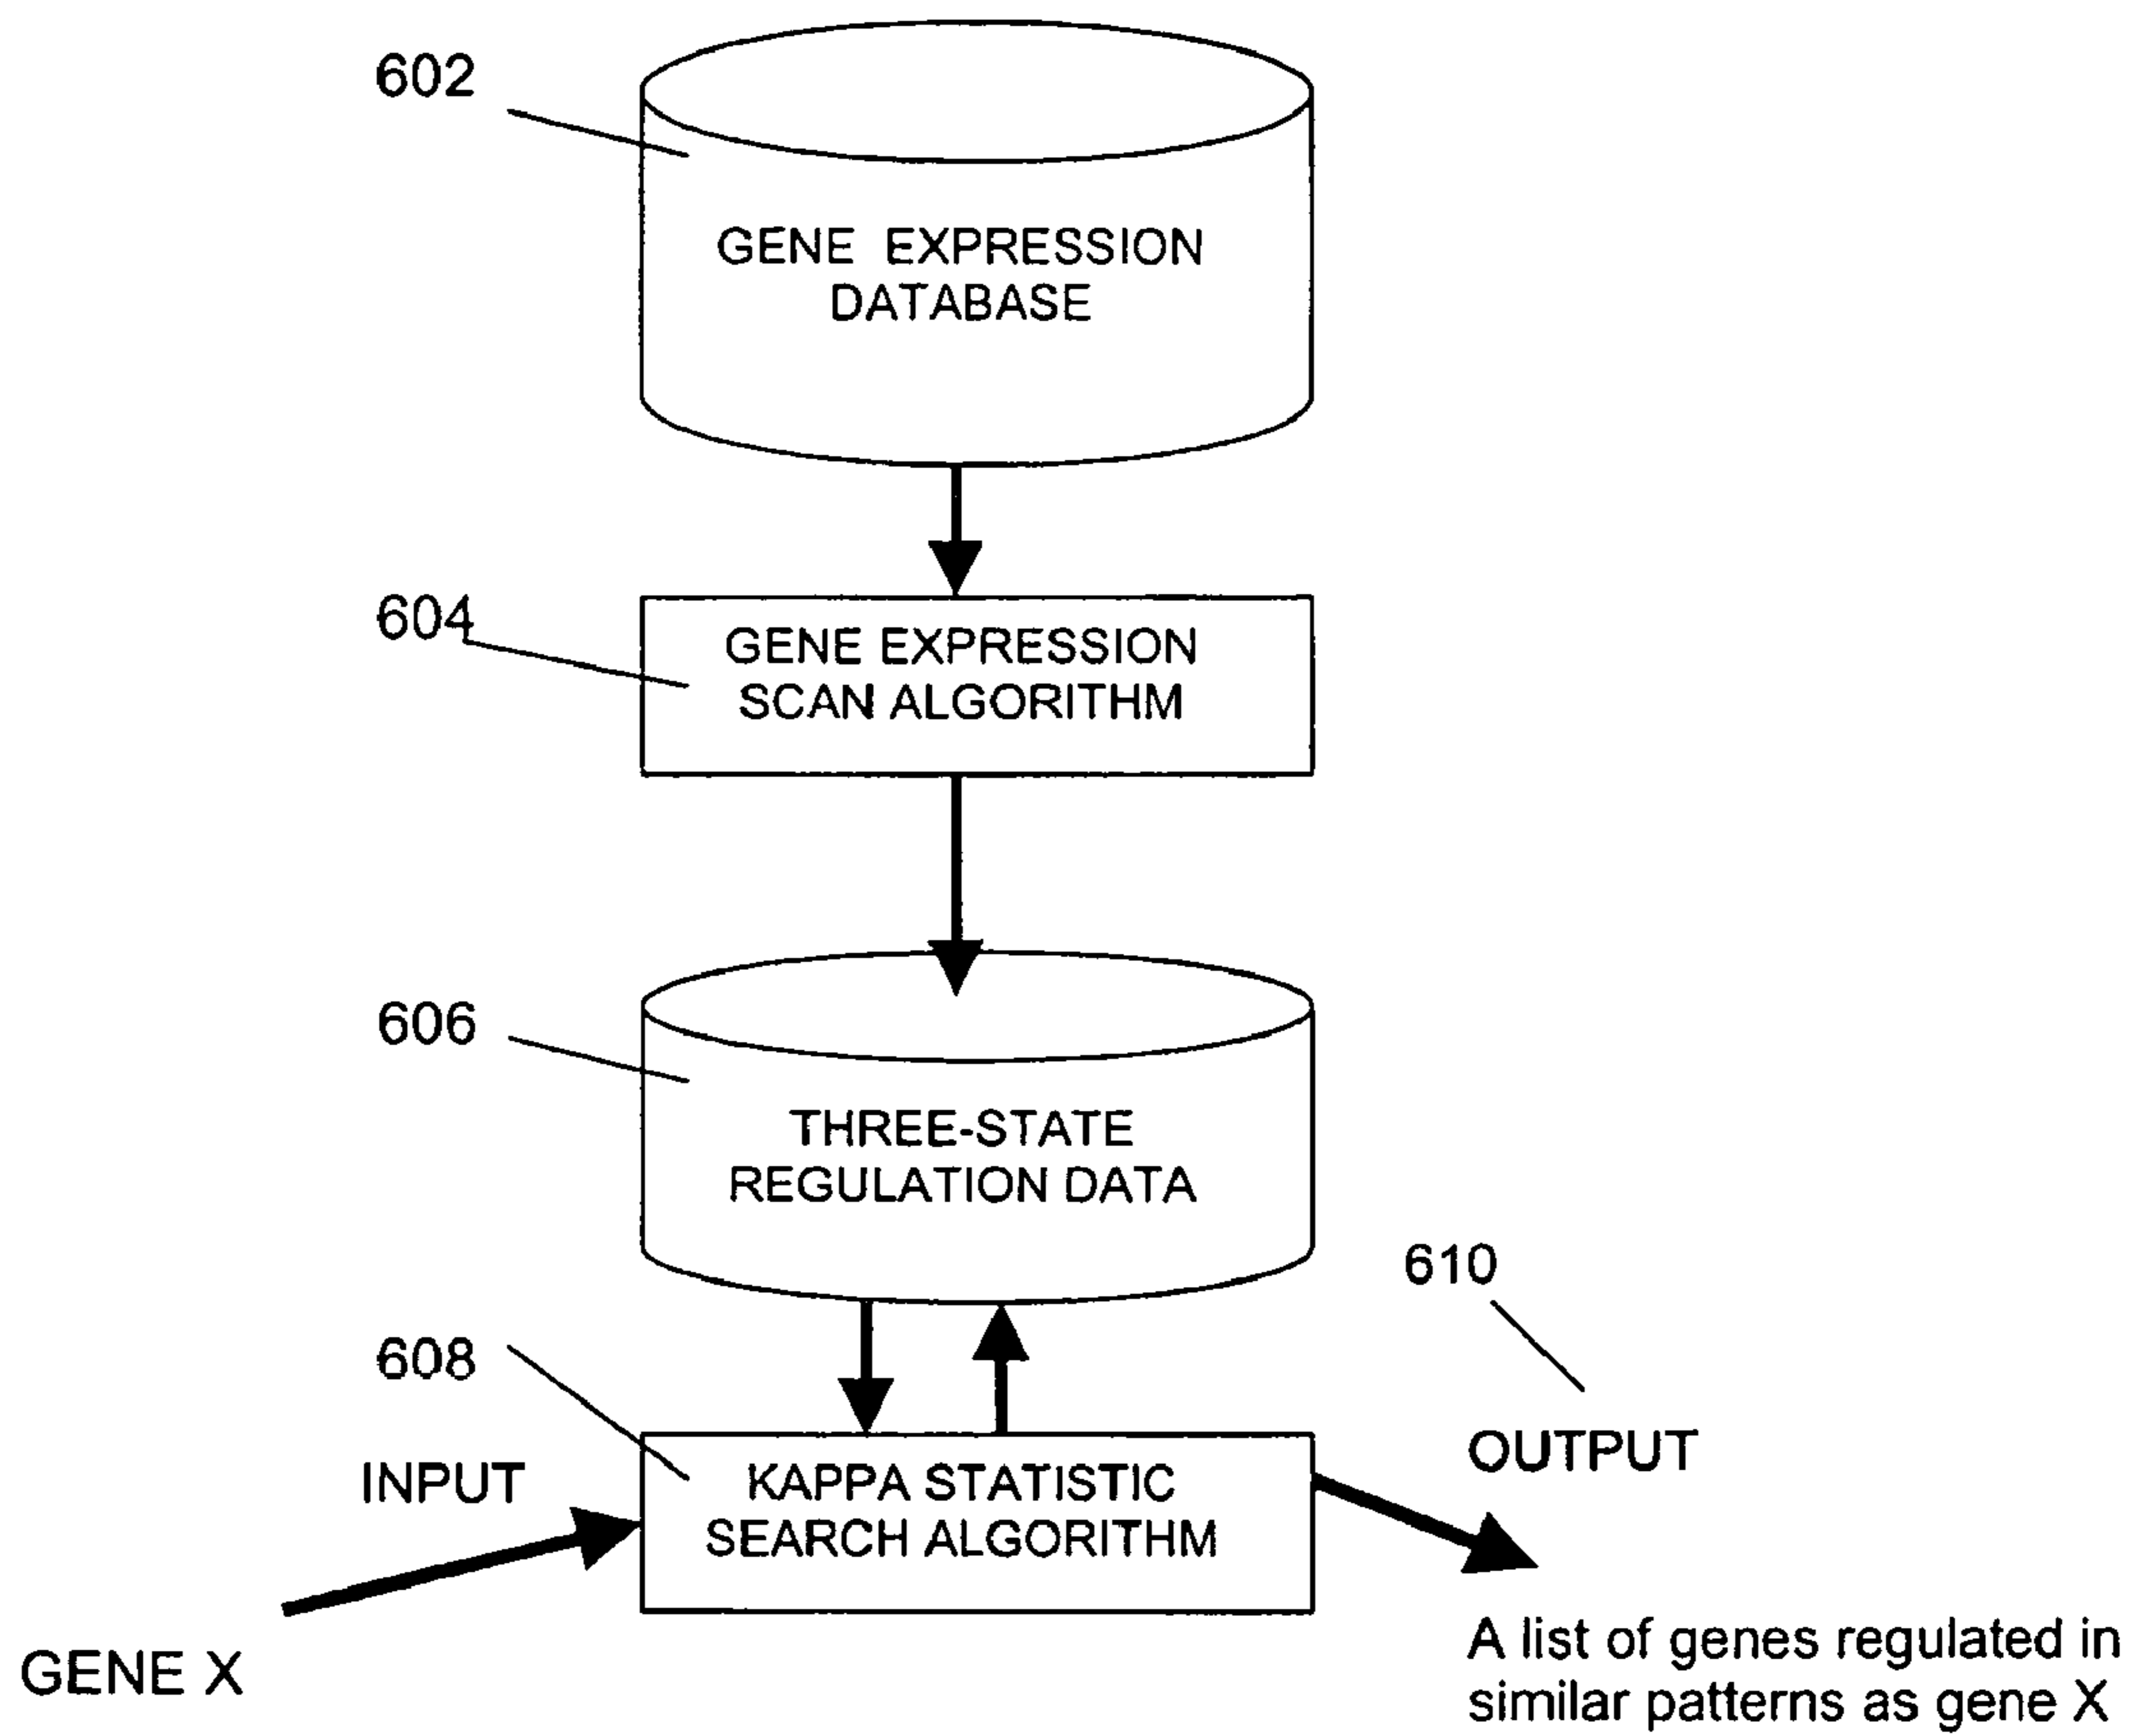 602
GENE EXPRESSION
DATABASE
604
GENE EXPRESSION
SCAN ALGORITHM
606
THREE-STATE
REGULATION DATA
610
608
INPUT
KAPPA STATISTIC
SEARCH ALGORITHM
OUTPUT
GENE X
A list of genes regulated in
similar patterns as gene X